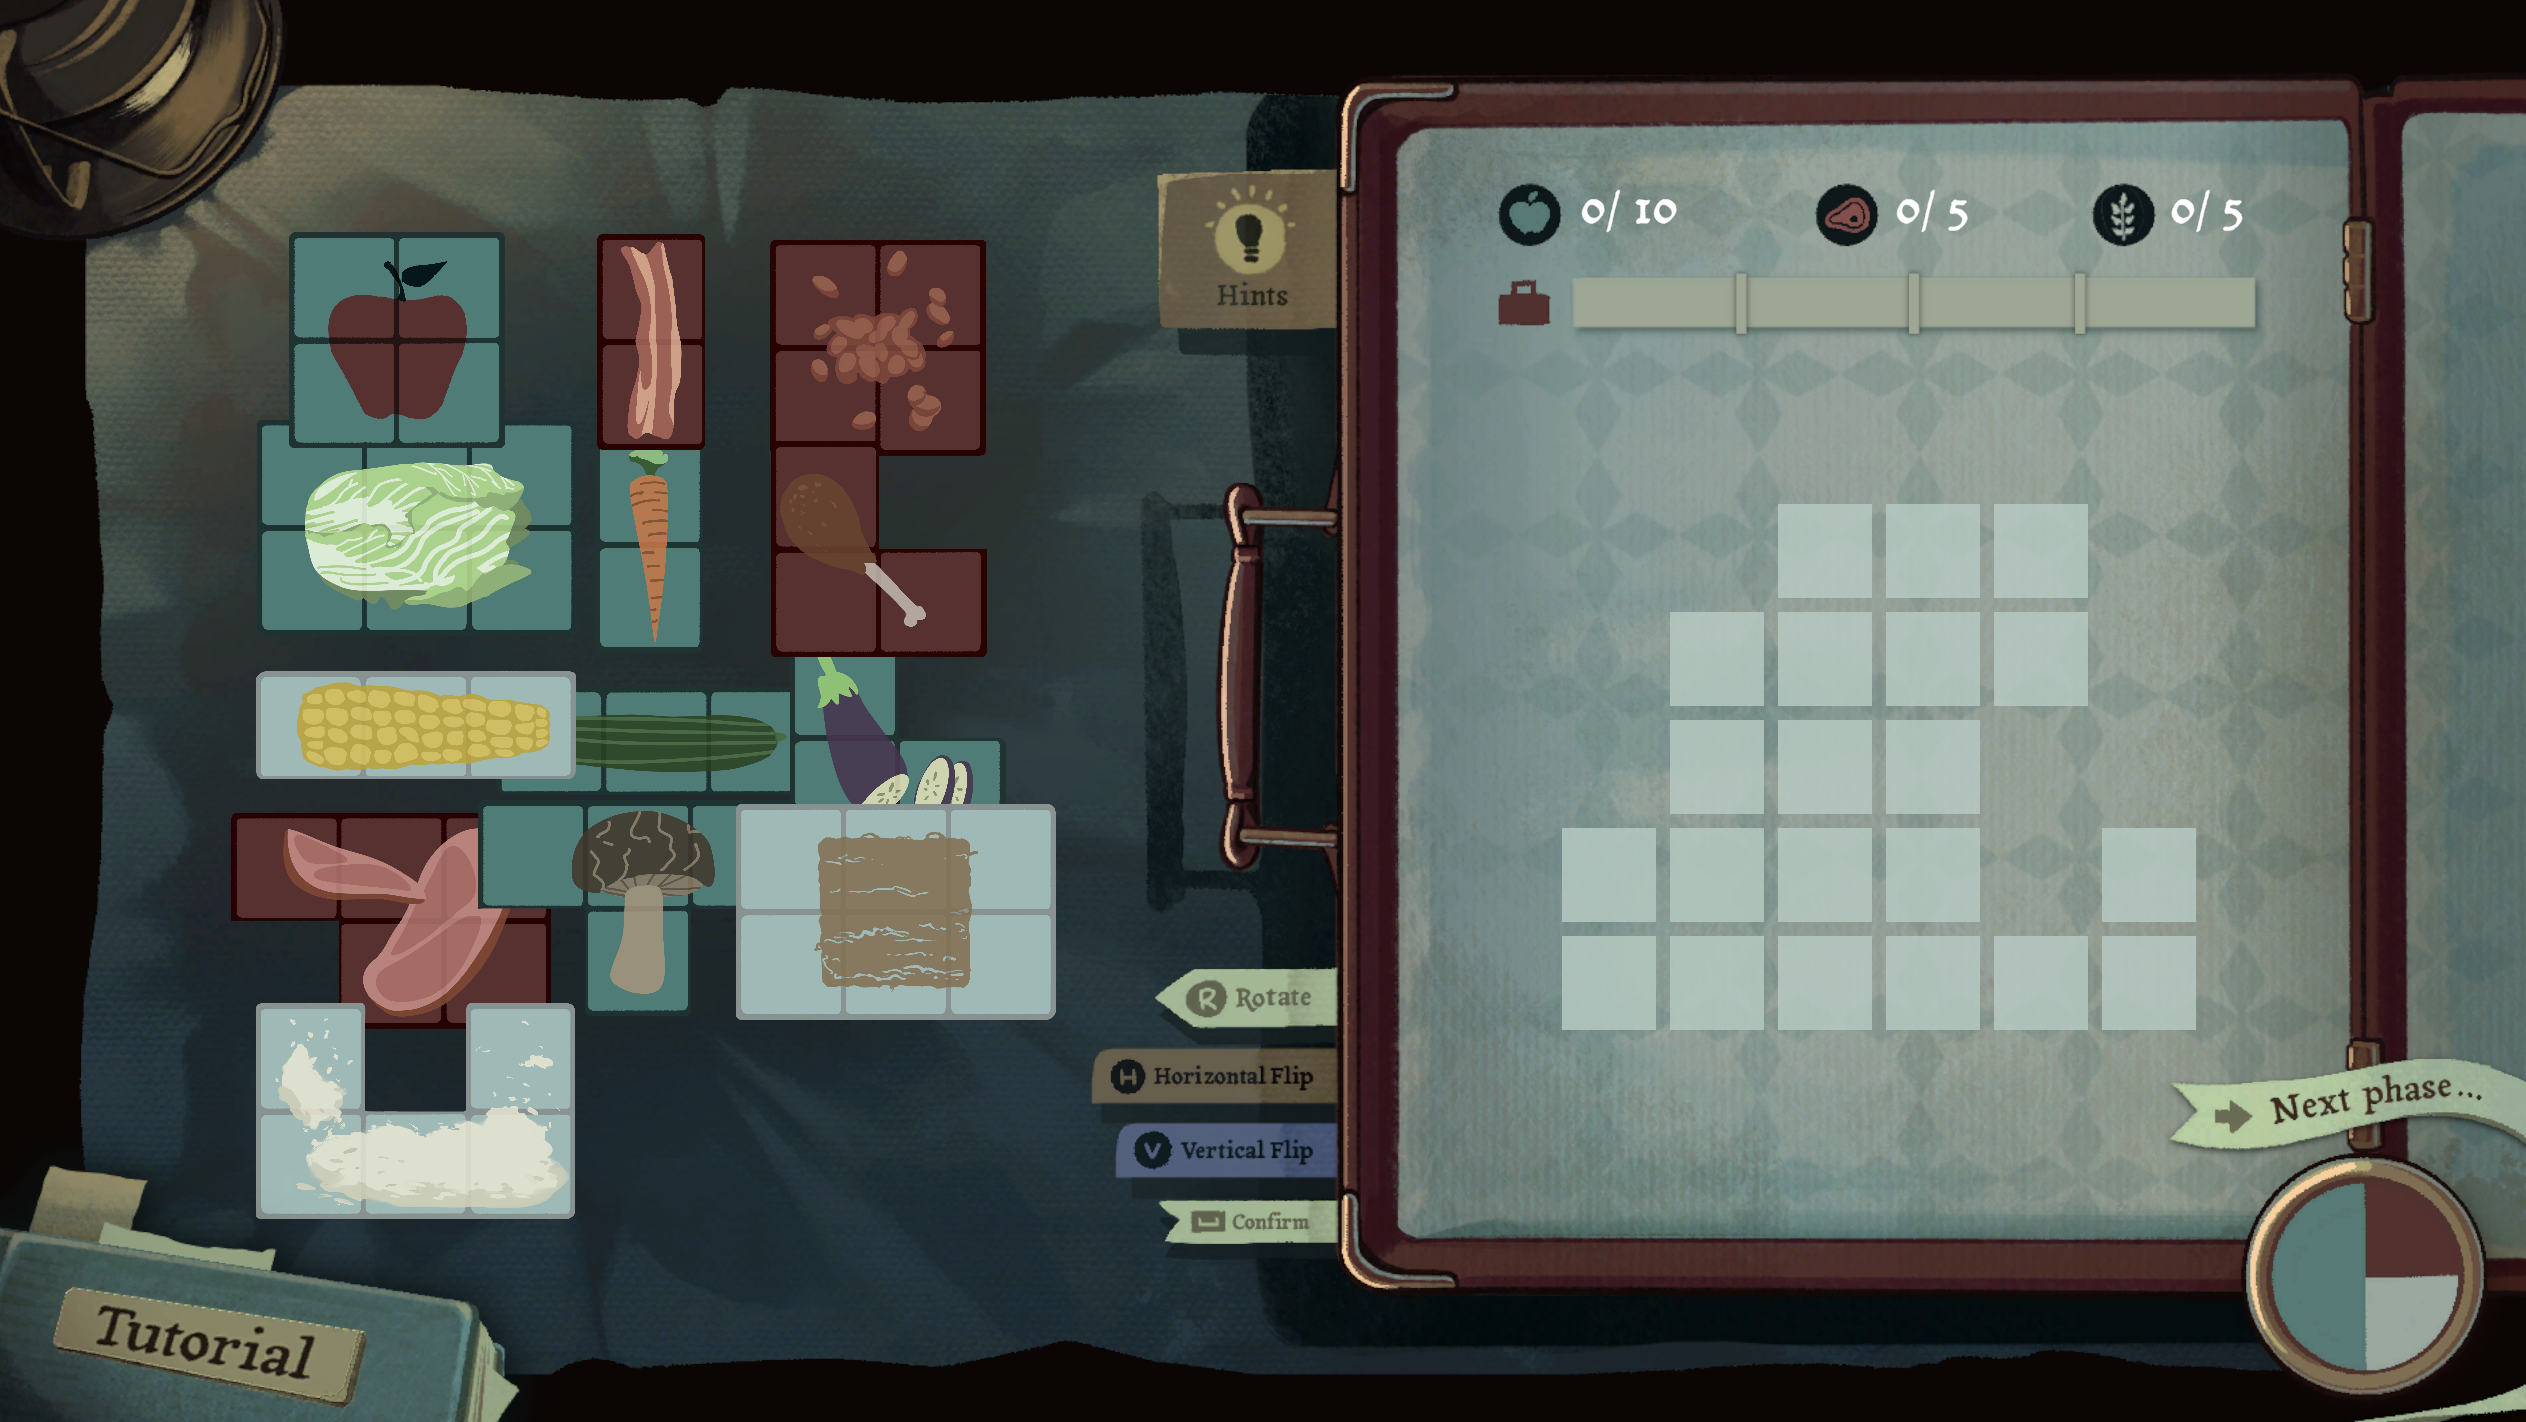 0/ 10
0/ 5
0/ 5
Hints
R Rotate
H Horizontal Flip
V Vertical Flip
Confirm
Next phase...
Tutorial